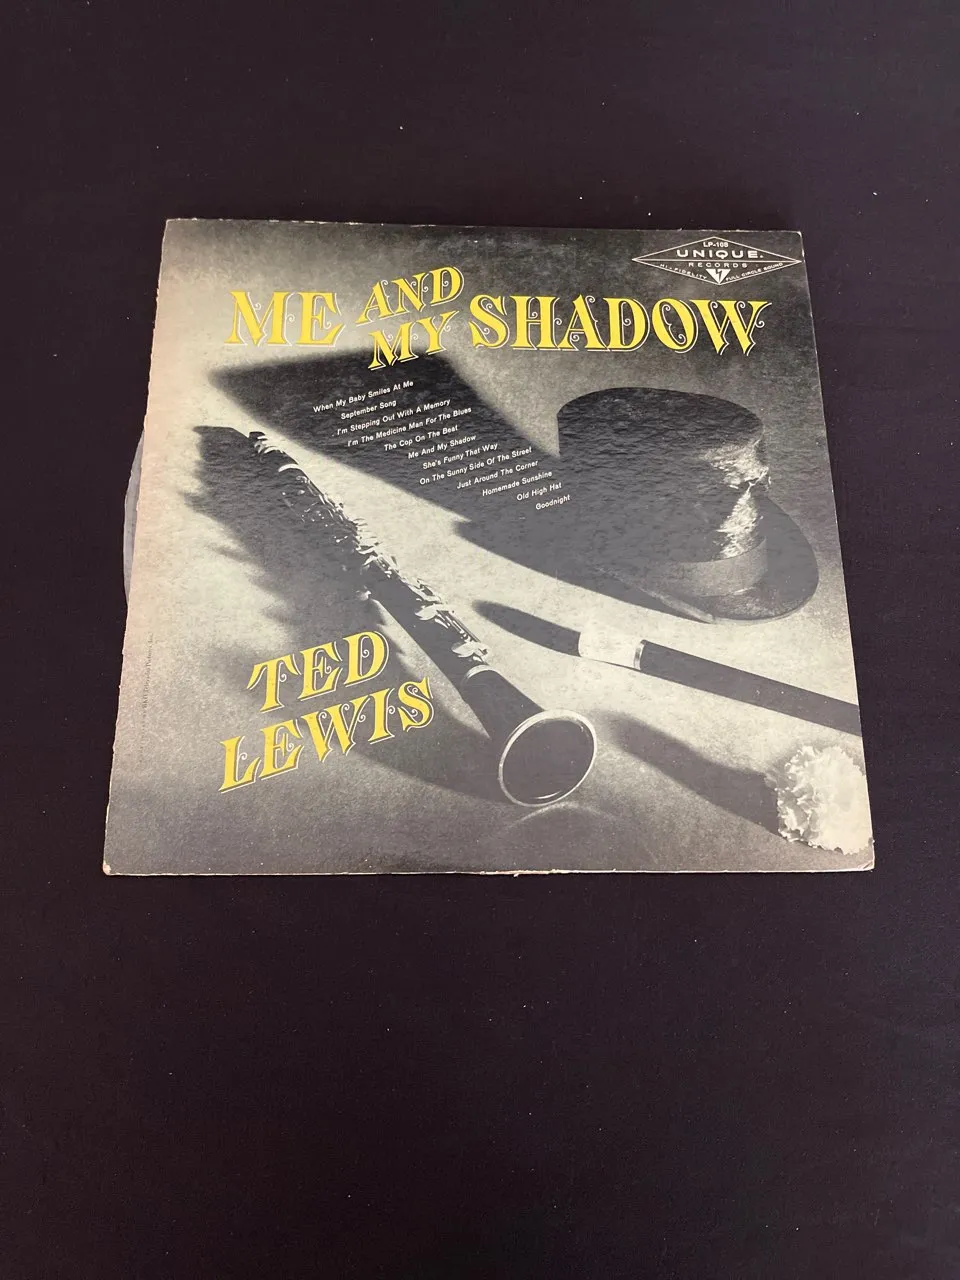 LP-106
UNIQUE
RECORDS
HI-FIDELITY FULL CIRCLE SOUND
7
ME AND MY SHADOW
When My Baby Smiles At Me
September Song
I'm Stepping Out With A Memory
I'm The Medicine Man For The Blues
The Cop On The Beat
Me And My Shadow
She's Funny That Way
On The Sunny Side Of The Street
Just Around The Corner
Homemade Sunshine
Old High Hat
Goodnight
TED
LEWIS